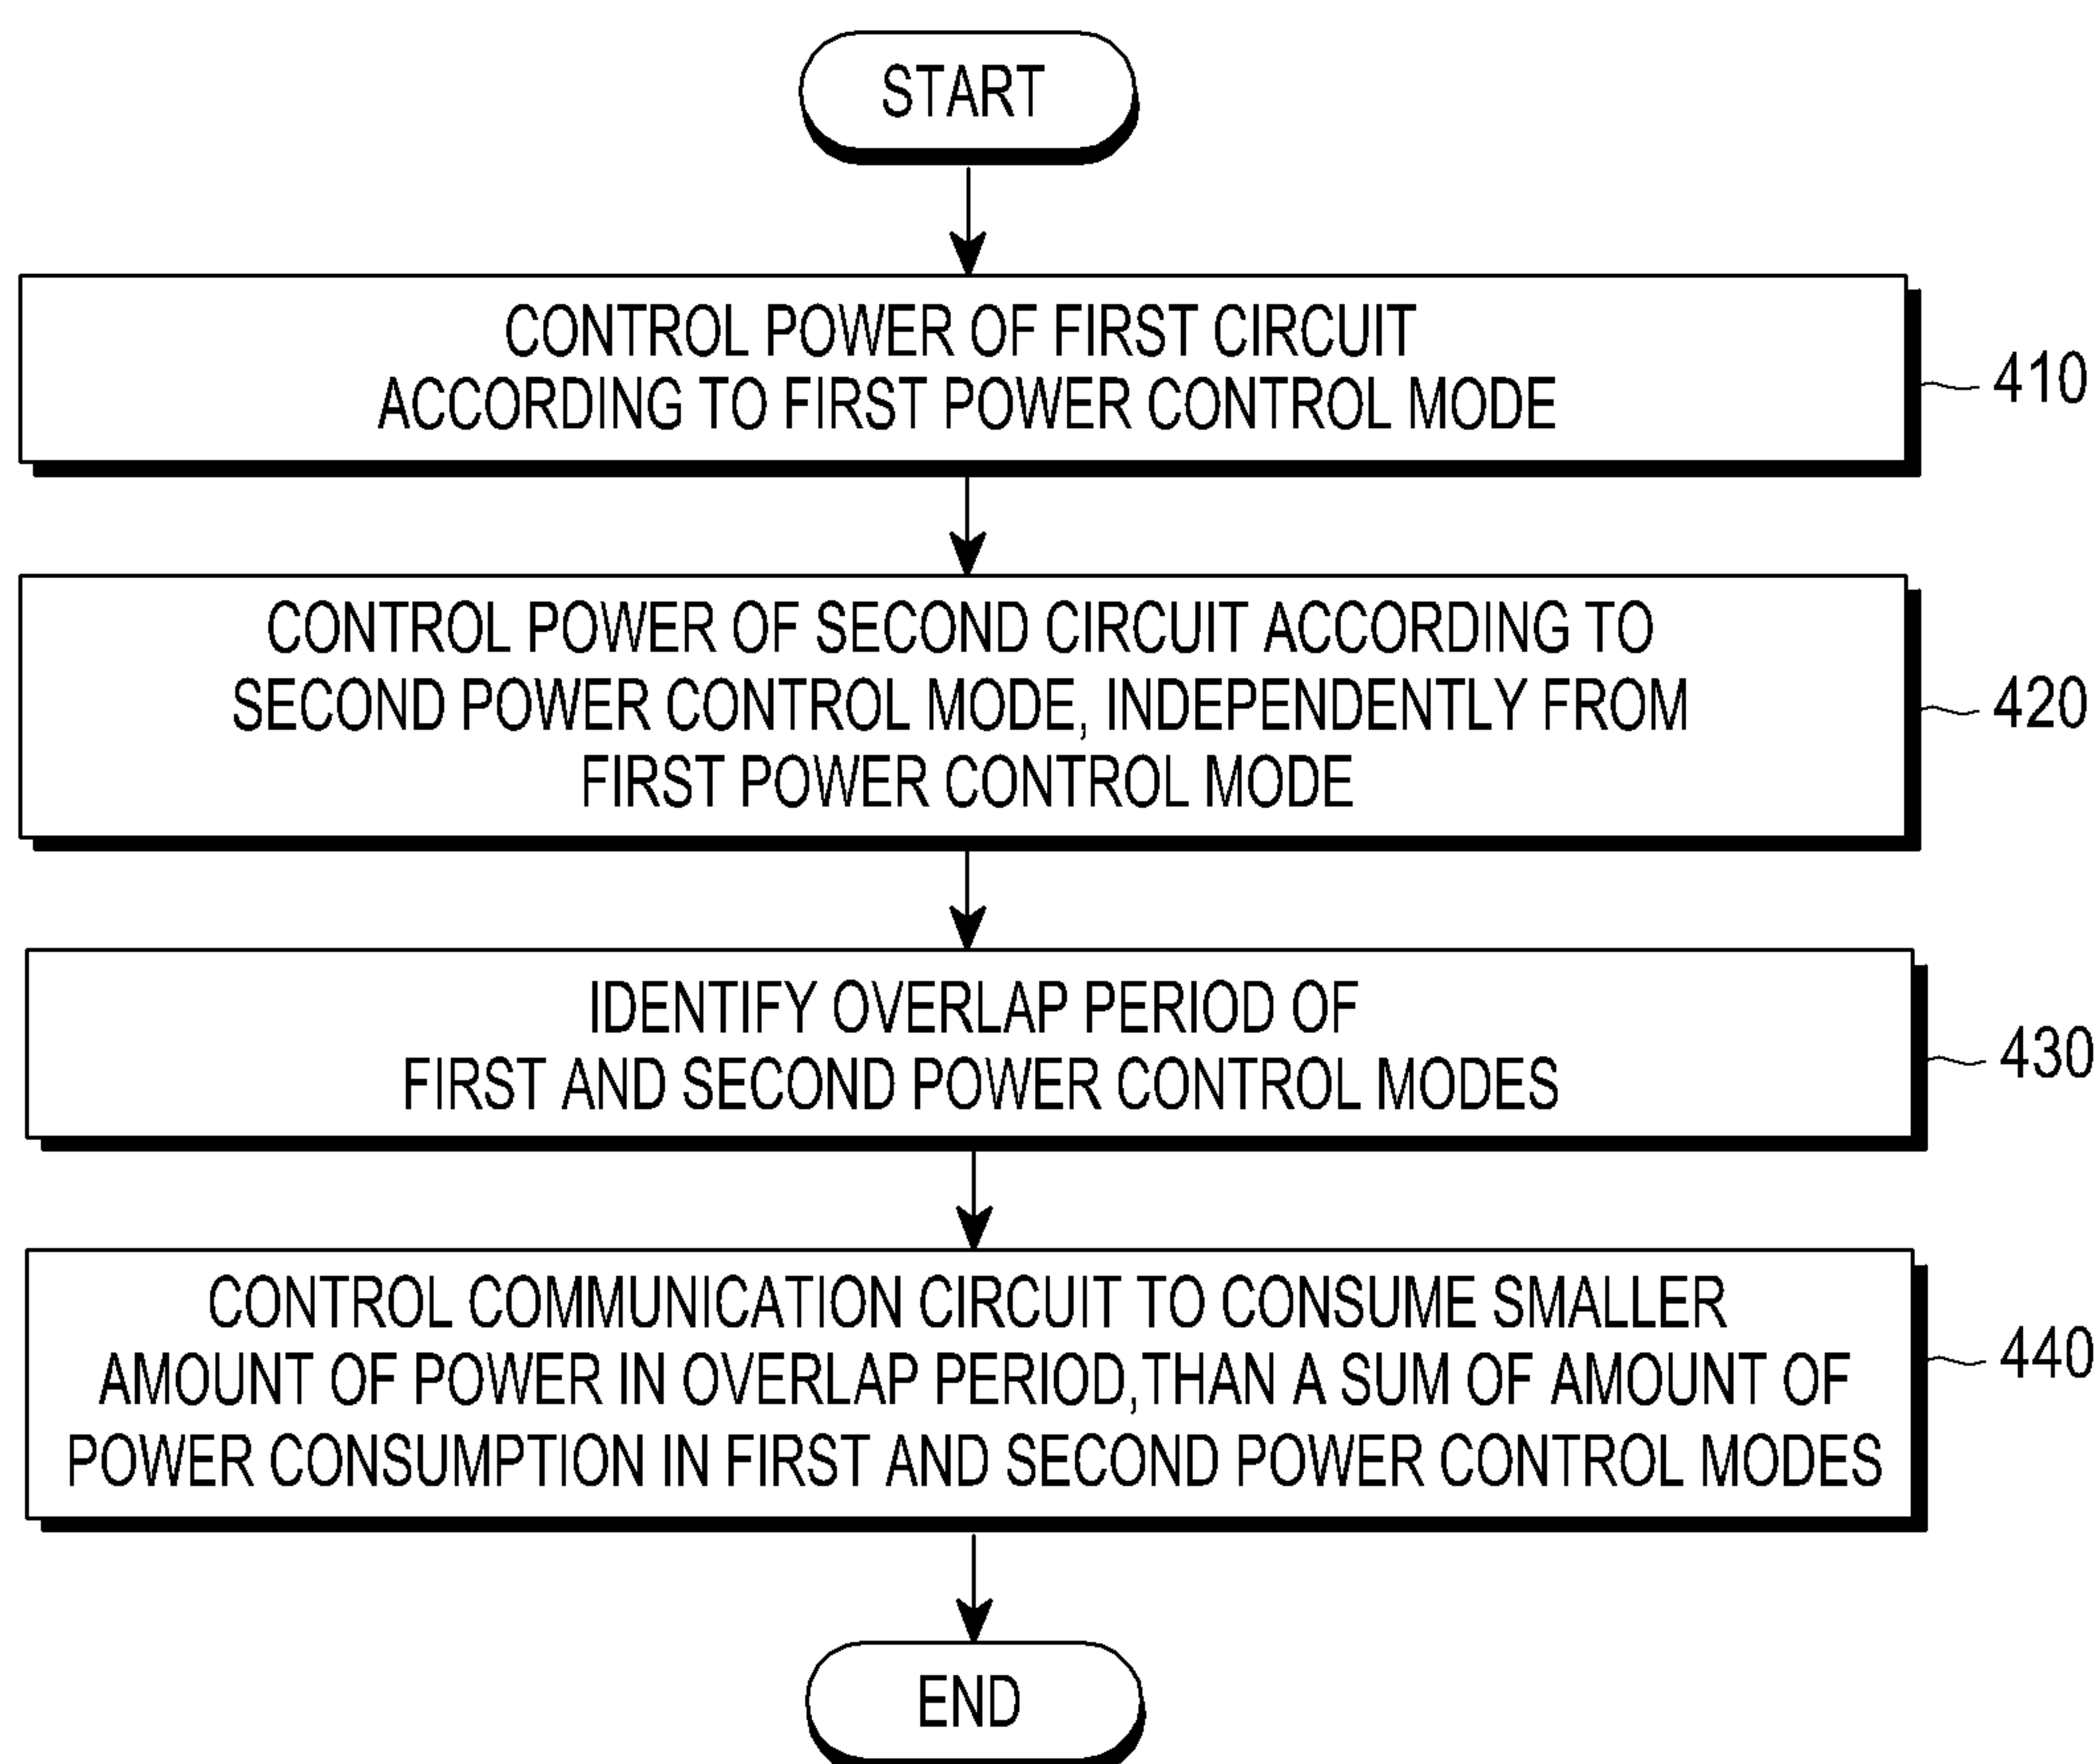 START
CONTROL POWER OF FIRST CIRCUIT
ACCORDING TO FIRST POWER CONTROL MODE
410
CONTROL POWER OF SECOND CIRCUIT ACCORDING TO
SECOND POWER CONTROL MODE, INDEPENDENTLY FROM
FIRST POWER CONTROL MODE
420
IDENTIFY OVERLAP PERIOD OF
FIRST AND SECOND POWER CONTROL MODES
430
CONTROL COMMUNICATION CIRCUIT TO CONSUME SMALLER
AMOUNT OF POWER IN OVERLAP PERIOD, THAN A SUM OF AMOUNT OF
POWER CONSUMPTION IN FIRST AND SECOND POWER CONTROL MODES
440
END